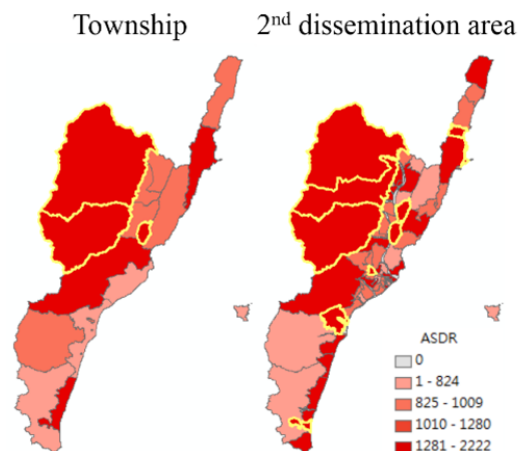 Township
2nd dissemination area
ASDR
0
1 - 824
825 - 1009
1010 - 1280
1281 - 2222